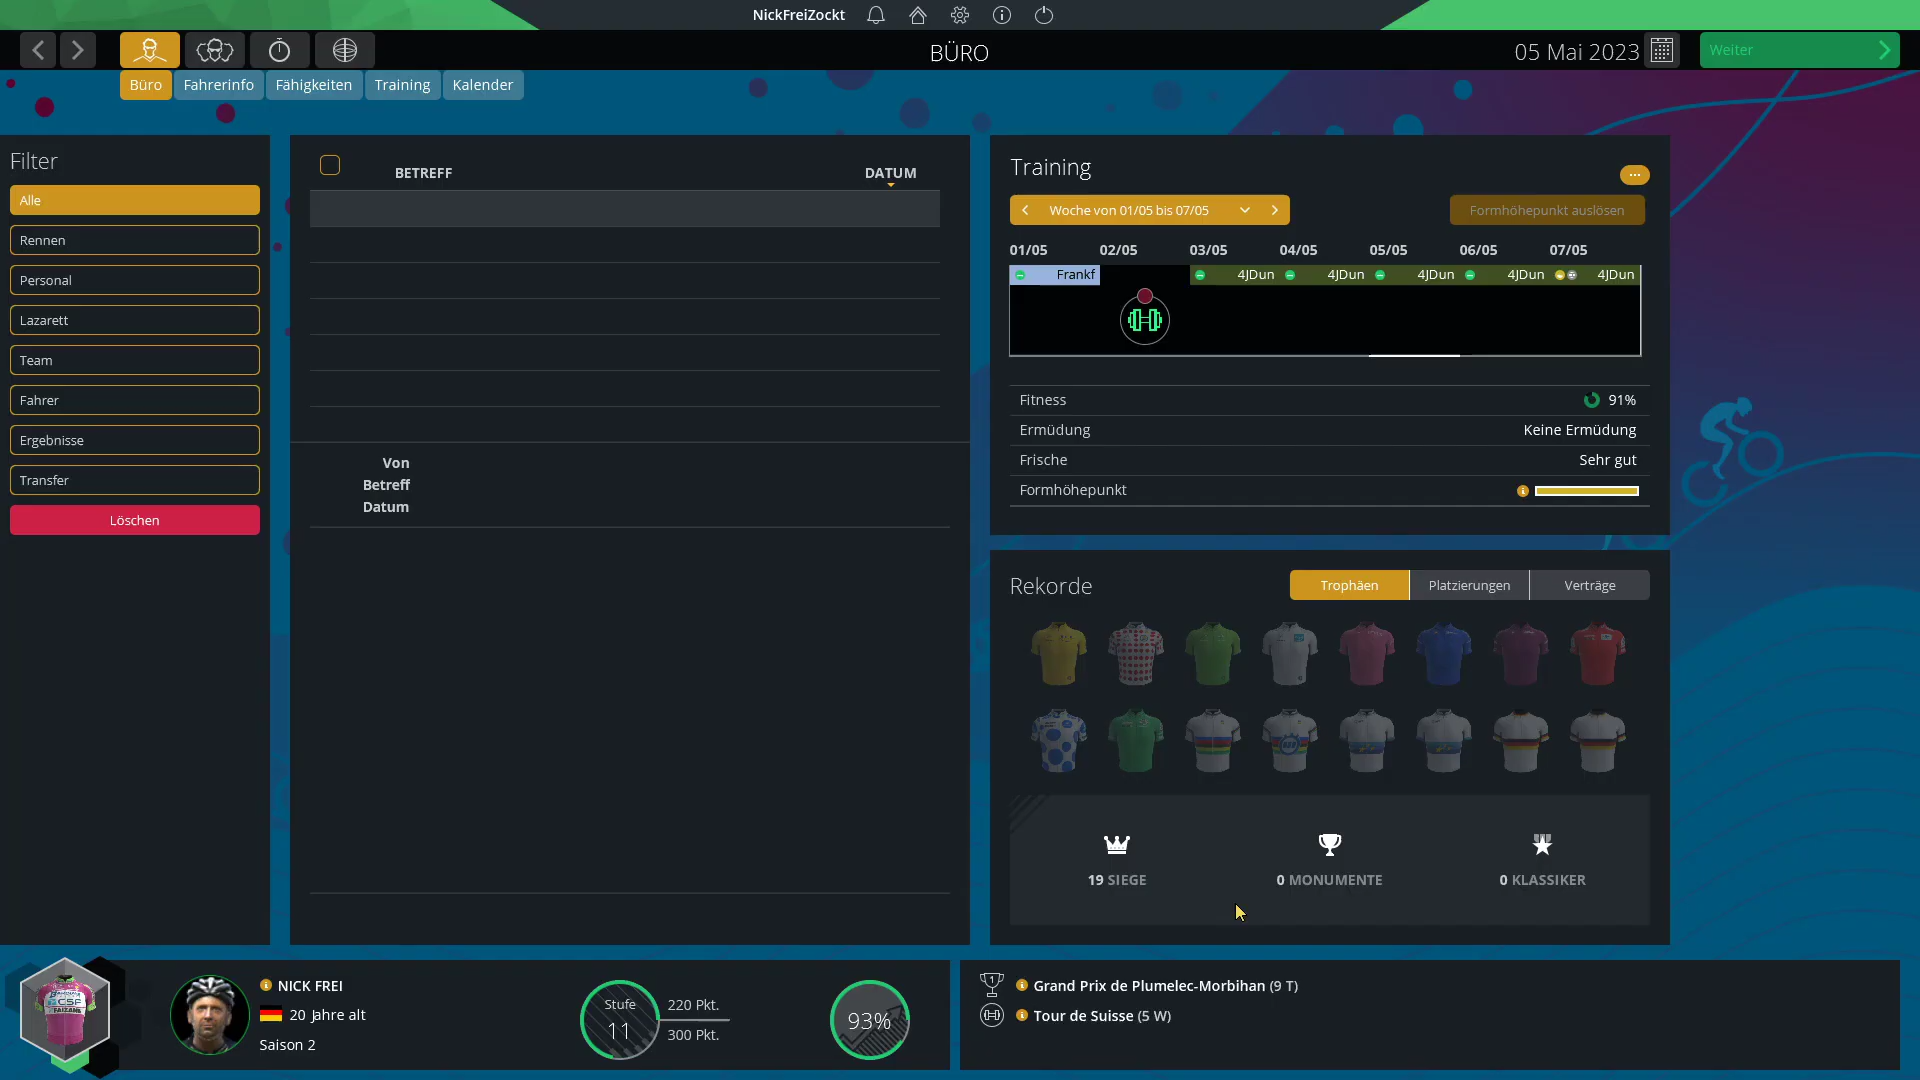 NickFreiZockt
BÜRO
05 Mai 2023
Weiter
Büro
Fahrerinfo
Fähigkeiten
Training
Kalender
Filter
Alle
Rennen
Personal
Lazarett
Team
Fahrer
Ergebnisse
Transfer
Löschen
BETREFF
DATUM
Von
Betreff
Datum
Training
...
Woche von 01/05 bis 07/05
Formhöhepunkt auslösen
01/05 02/05 03/05 04/05 05/05 06/05 07/05
Frankf 4JDun 4JDun 4JDun 4JDun 4JDun
Fitness 91%
Ermüdung Keine Ermüdung
Frische Sehr gut
Formhöhepunkt
Rekorde
Trophäen
Platzierungen
Verträge
19 SIEGE
0 MONUMENTE
0 KLASSIKER
CSF
FAIZANE
NICK FREI
20 Jahre alt
Saison 2
Stufe
11
220 Pkt.
300 Pkt.
93%
1
Grand Prix de Plumelec-Morbihan (9 T)
Tour de Suisse (5 W)